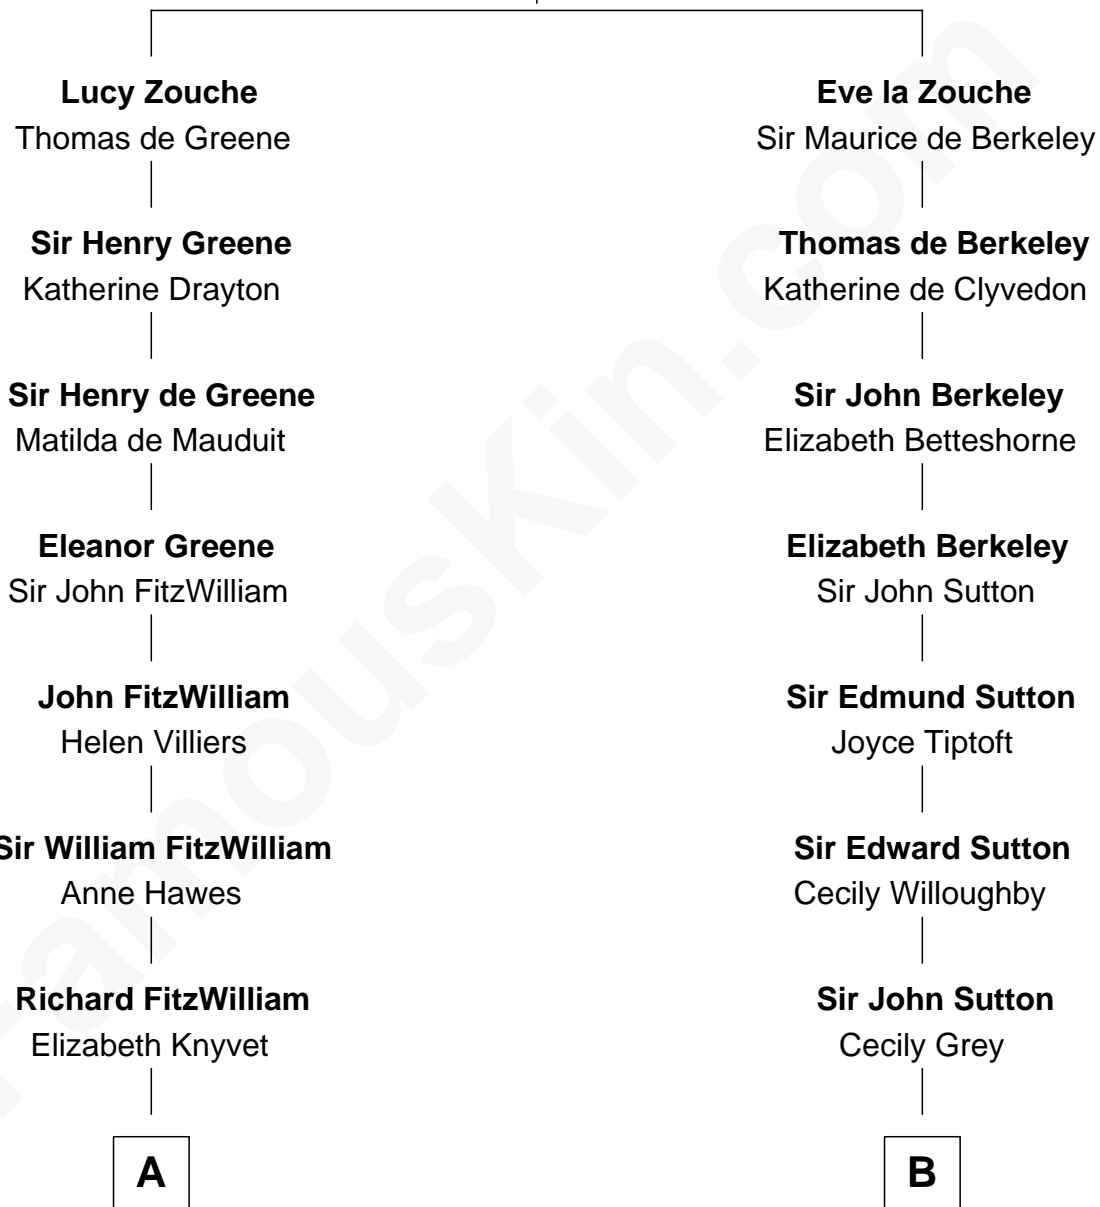 Lucy Zouche
Thomas de Greene
Sir Henry Greene
Katherine Drayton
Sir Henry de Greene
Matilda de Mauduit
Eleanor Greene
Sir John FitzWilliam
John FitzWilliam
Helen Villiers
Sir William FitzWilliam
Anne Hawes
Richard FitzWilliam
Elizabeth Knyvet
A
Eve la Zouche
Sir Maurice de Berkeley
Thomas de Berkeley
Katherine de Clyvedon
Sir John Berkeley
Elizabeth Betteshorne
Elizabeth Berkeley
Sir John Sutton
Sir Edmund Sutton
Joyce Tiptoft
Sir Edward Sutton
Cecily Willoughby
Sir John Sutton
Cecily Grey
B
FamousKin.com